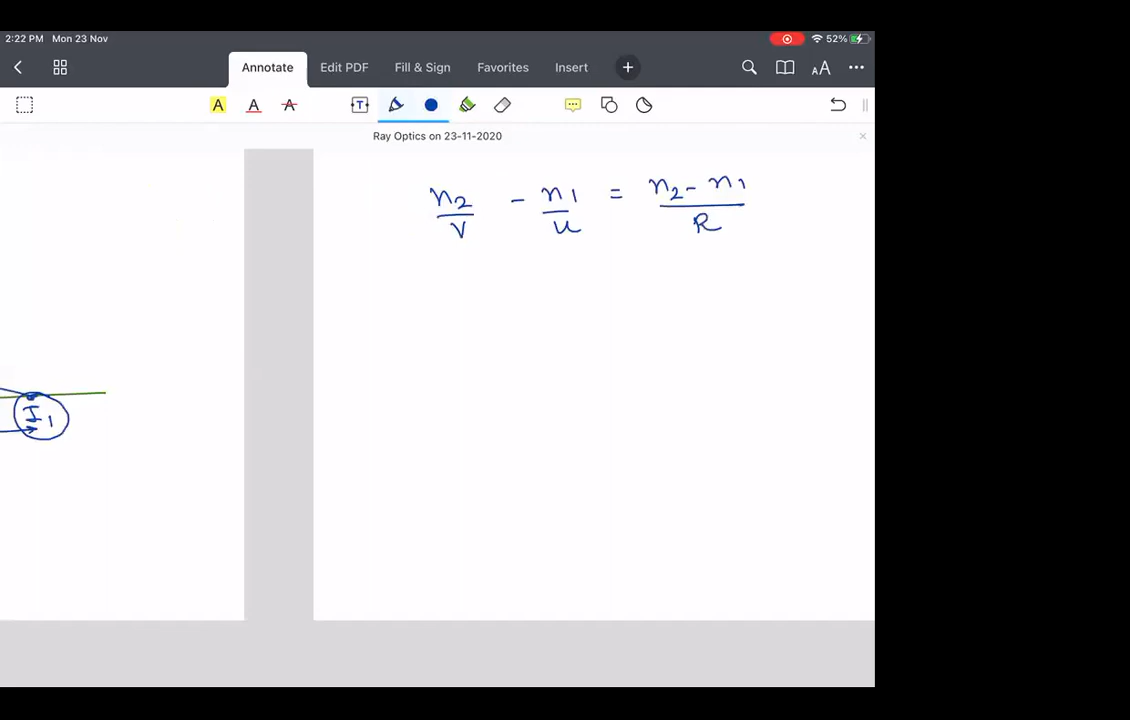 2:22 PM Mon 23 Nov
52%
Annotate Edit PDF Fill & Sign Favorites Insert + AA
A A A T
Ray Optics on 23-11-2020 ×
n₂/v - n₁/u = n₂ - n₁/R
I₁